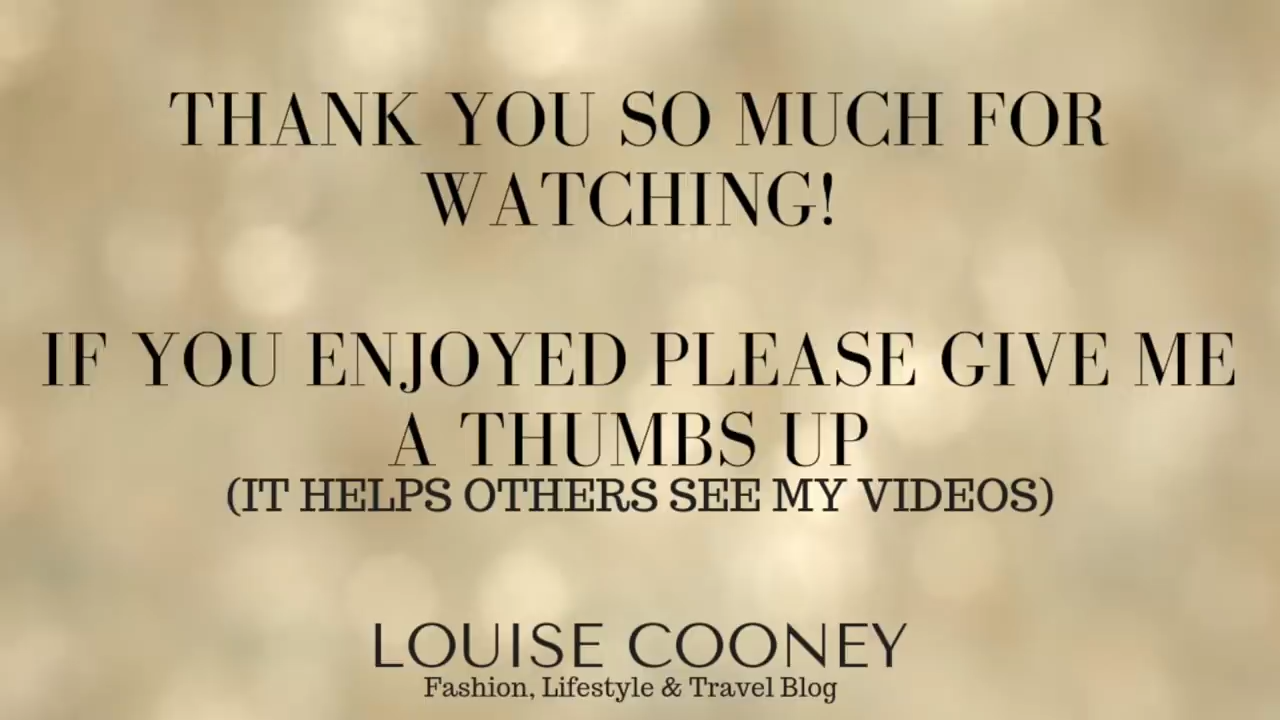 THANK YOU SO MUCH FOR
WATCHING!
IF YOU ENJOYED PLEASE GIVE ME
A THUMBS UP
(IT HELPS OTHERS SEE MY VIDEOS)
LOUISE COONEY
Fashion, Lifestyle & Travel Blog